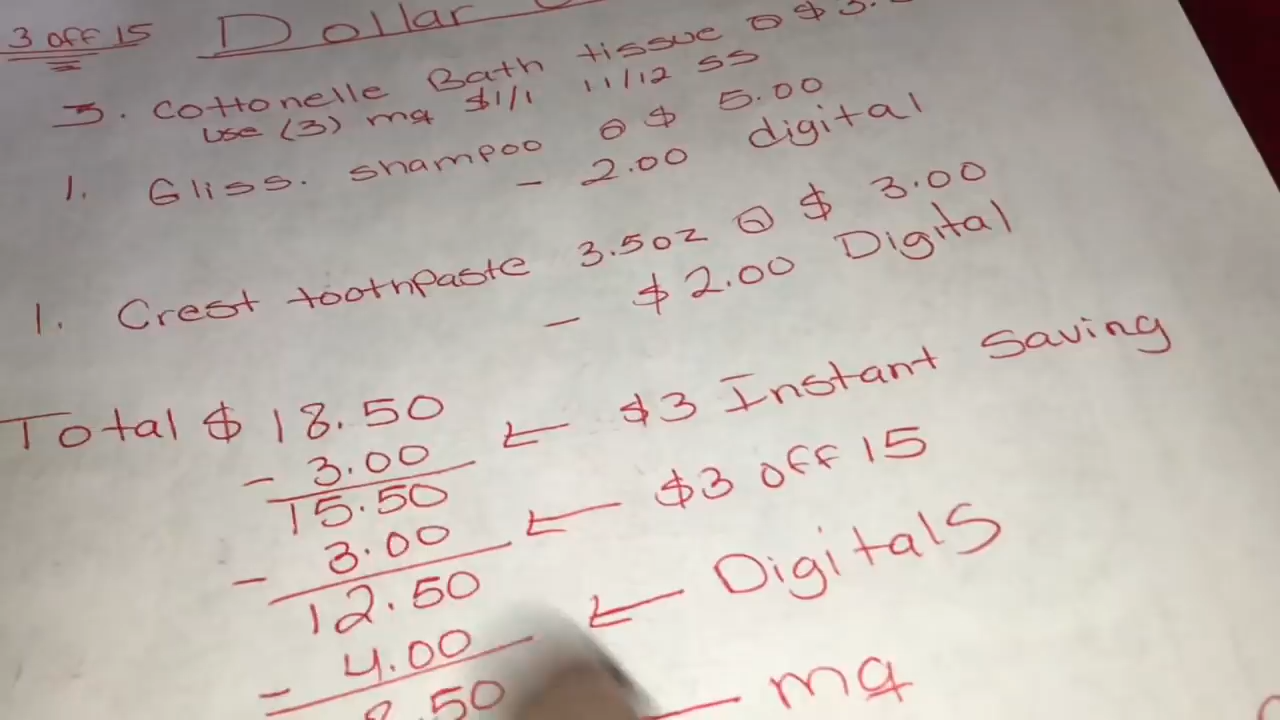 3 off 15 Dollar
3. Cottonelle Bath tissue @ $3.
use (3) mq $1/1 11/12 SS
1. Gliss. shampoo @ $ 5.00
- 2.00 digital
1. Crest toothpaste 3.5oz @ $ 3.00
- $2.00 Digital
Total $ 18.50
- 3.00 ← $3 Instant Saving
15.50
- 3.00 ← $3 off 15
12.50
- 4.00 ← Digitals
8.50
mq